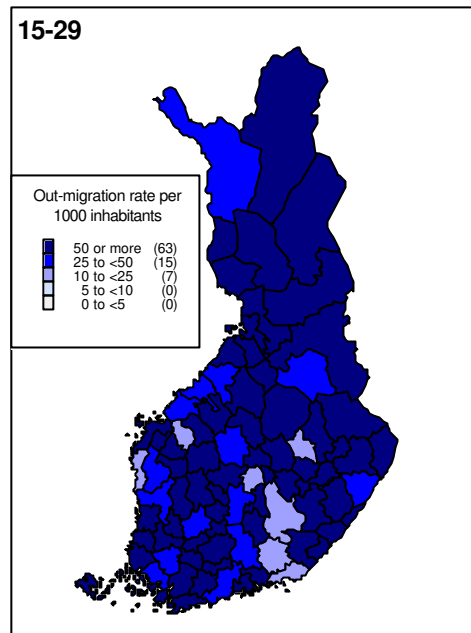 15-29
Out-migration rate per
1000 inhabitants
50 or more (63)
25 to <50 (15)
10 to <25 (7)
5 to <10 (0)
0 to <5 (0)